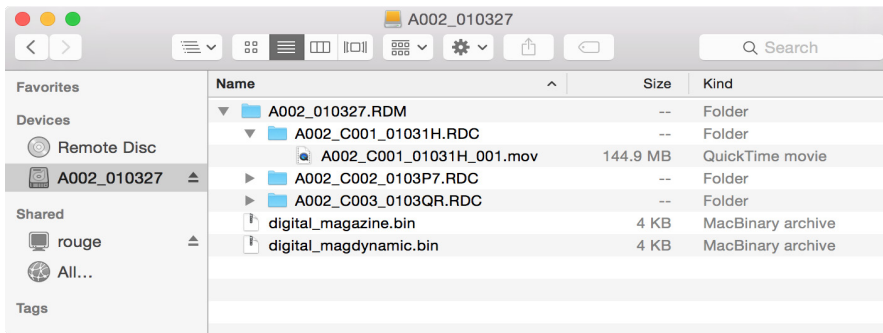 A002_010327
Search
Favorites
Devices
Remote Disc
A002_010327
Shared
rouge
All...
Tags
Name Size Kind
A002_010327.RDM -- Folder
A002_C001_01031H.RDC -- Folder
A002_C001_01031H_001.mov 144.9 MB QuickTime movie
A002_C002_0103P7.RDC -- Folder
A002_C003_0103QR.RDC -- Folder
digital_magazine.bin 4 KB MacBinary archive
digital_magdynamic.bin 4 KB MacBinary archive